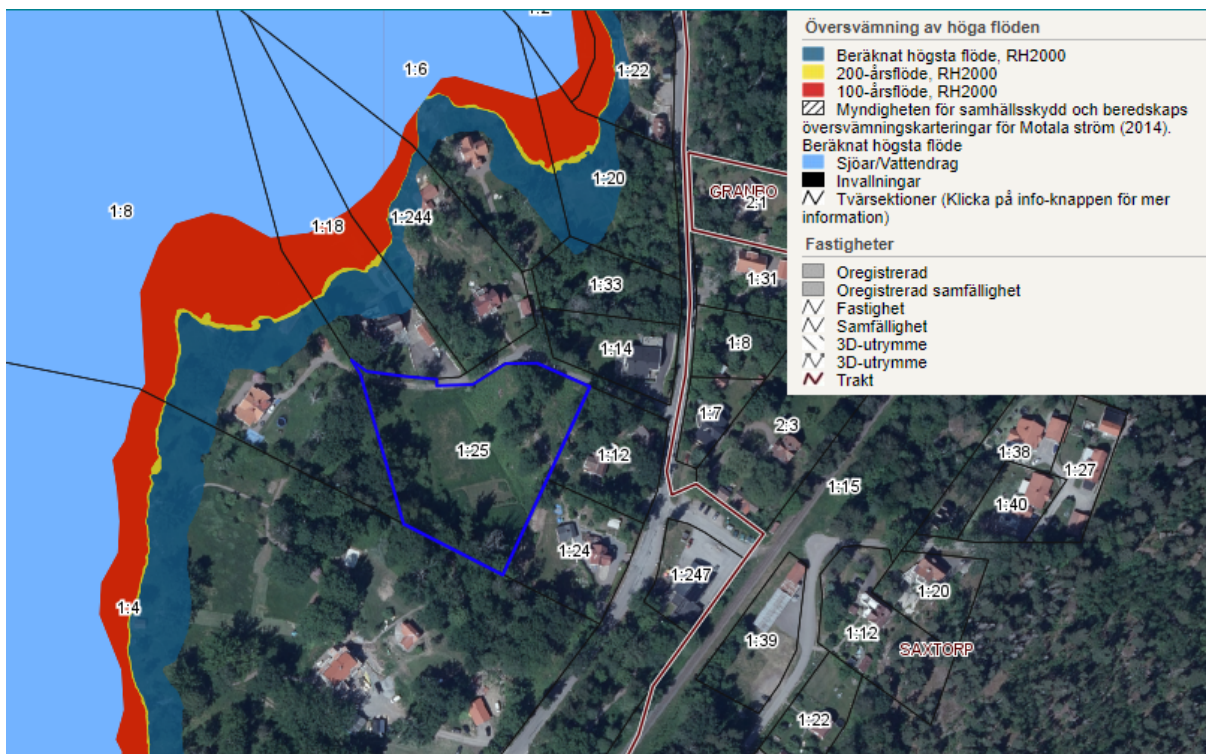 Översvämning av höga flöden
Beräknat högsta flöde, RH2000
200-årsflöde, RH2000
100-årsflöde, RH2000
Myndigheten för samhällsskydd och beredskaps
översvämningskarteringar för Motala ström (2014).
Beräknat högsta flöde
Sjöar/Vattendrag
Invallningar
Tvärsektioner (Klicka på info-knappen för mer
information)
Fastigheter
Oregistrerad
Oregistrerad samfällighet
Fastighet
Samfällighet
3D-utrymme
3D-utrymme
Trakt
1:2
1:6
1:22
1:20
GRANBO
2:1
1:8
1:18
1:244
1:31
1:33
1:14
1:8
1:7
2:3
1:25
1:12
1:38
1:27
1:15
1:40
1:24
1:247
1:20
1:4
1:39
1:12
SAXTORP
1:22